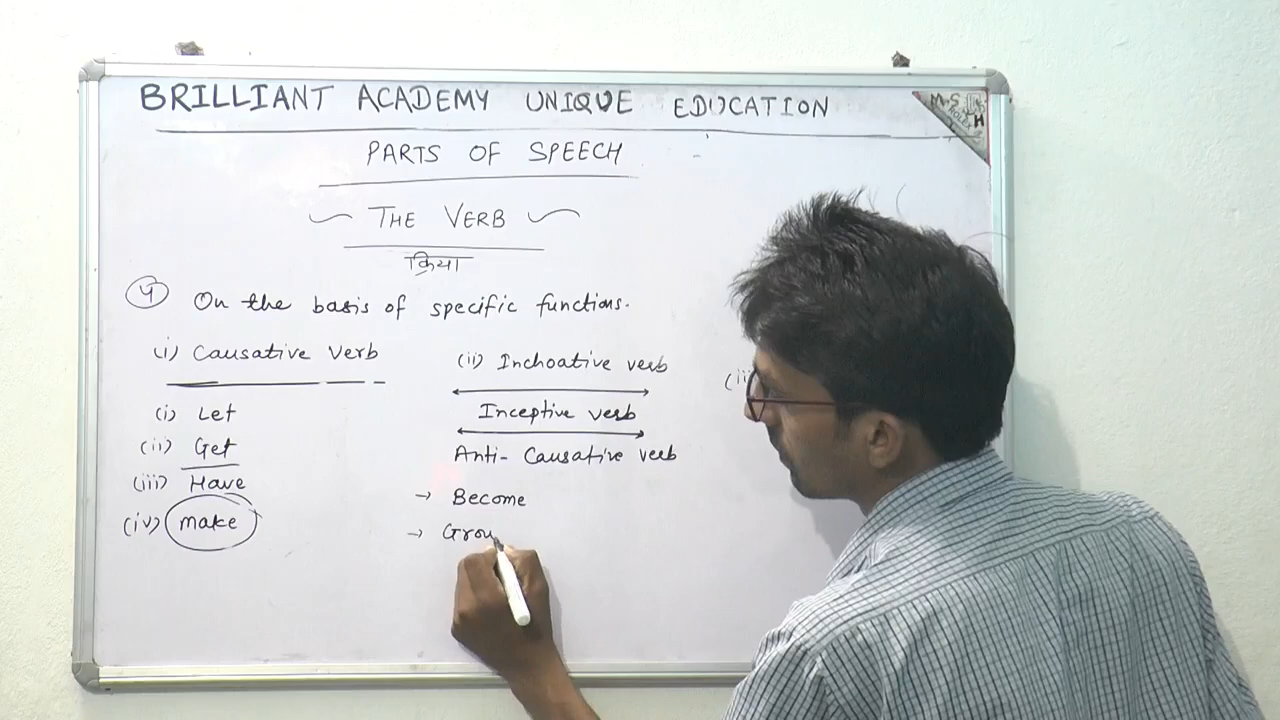 BRILLIANT ACADEMY UNIQUE EDUCATION
PARTS OF SPEECH
THE VERB
क्रिया
4 On the basis of specific functions.
(i) Causative Verb
(i) Let
(ii) Get
(iii) Have
(iv) make
(ii) Inchoative verb
Inceptive verb
Anti-Causative verb
→ Become
→ Grow